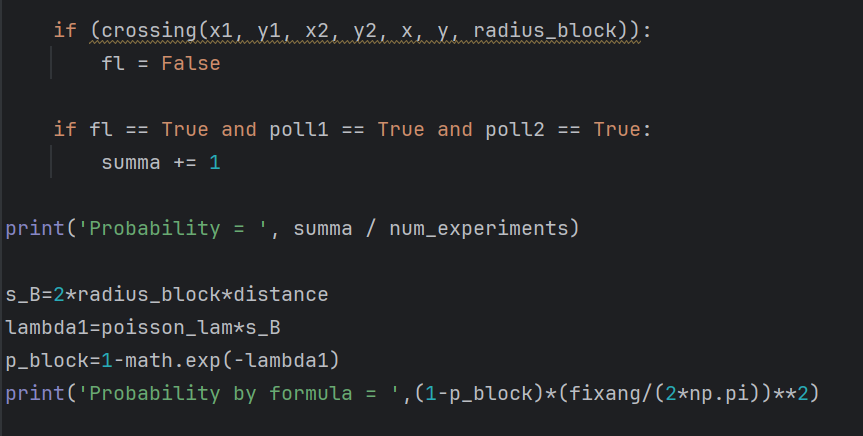 if (crossing(x1, y1, x2, y2, x, y, radius_block)):
fl = False
if fl == True and poll1 == True and poll2 == True:
summa += 1
print('Probability = ', summa / num_experiments)
s_B=2*radius_block*distance
lambda1=poisson_lam*s_B
p_block=1-math.exp(-lambda1)
print('Probability by formula = ',(1-p_block)*(fixang/(2*np.pi))**2)